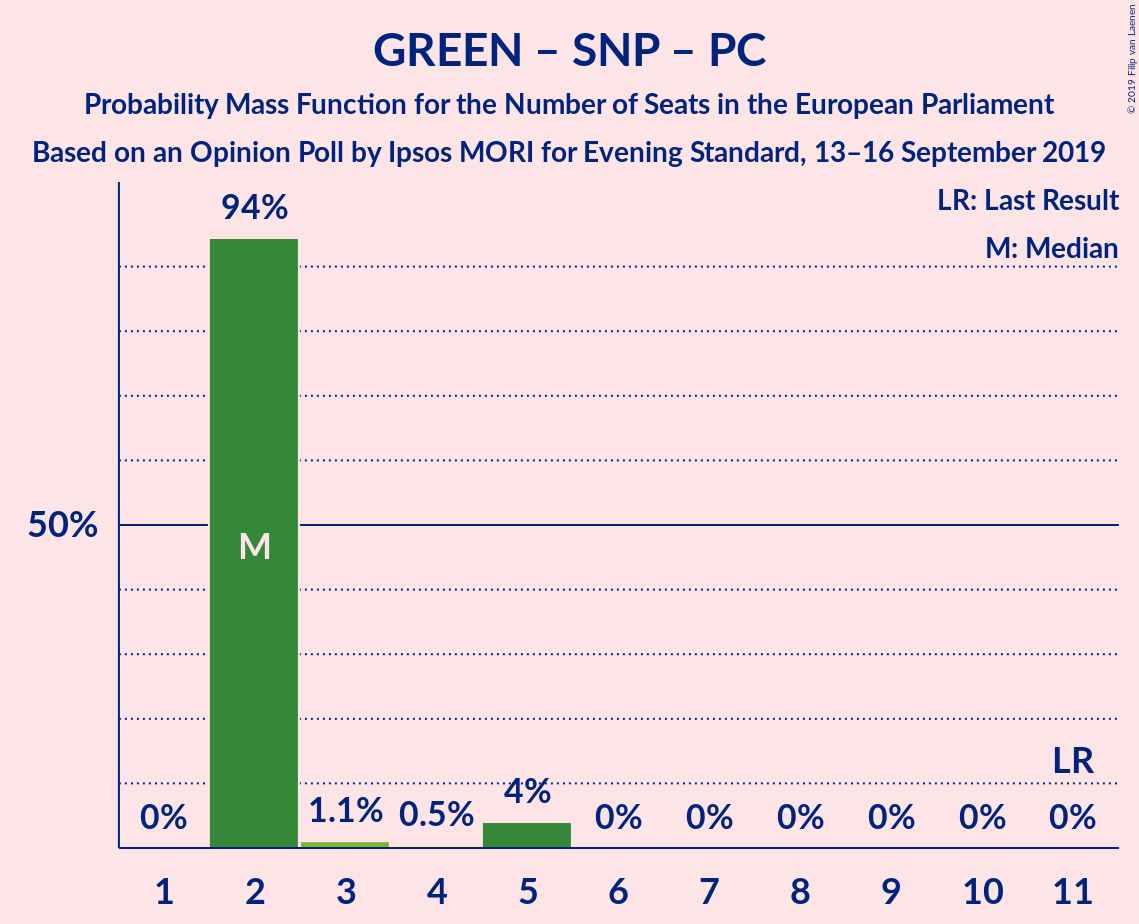 GREEN – SNP – PC
Probability Mass Function for the Number of Seats in the European Parliament
Based on an Opinion Poll by Ipsos MORI for Evening Standard, 13–16 September 2019
© 2019 Filip van Laenen
LR: Last Result
M: Median
94%
50%
M
LR
0%
1.1%
0.5%
4%
0%
0%
0%
0%
0%
0%
1 2 3 4 5 6 7 8 9 10 11